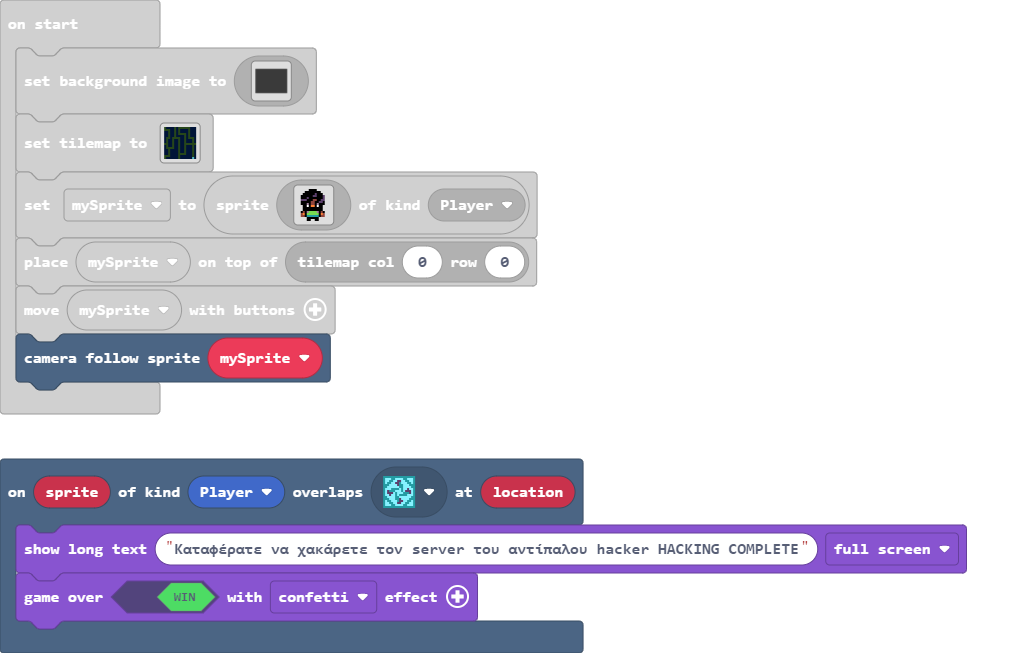 on start
set background image to
set tilemap to
set mySprite to sprite of kind Player
place mySprite on top of tilemap col 0 row 0
move mySprite with buttons
camera follow sprite mySprite
on sprite of kind Player overlaps at location
show long text "Καταφέρατε να χακάρετε τον server του αντίπαλου hacker HACKING COMPLETE" full screen
game over WIN with confetti effect